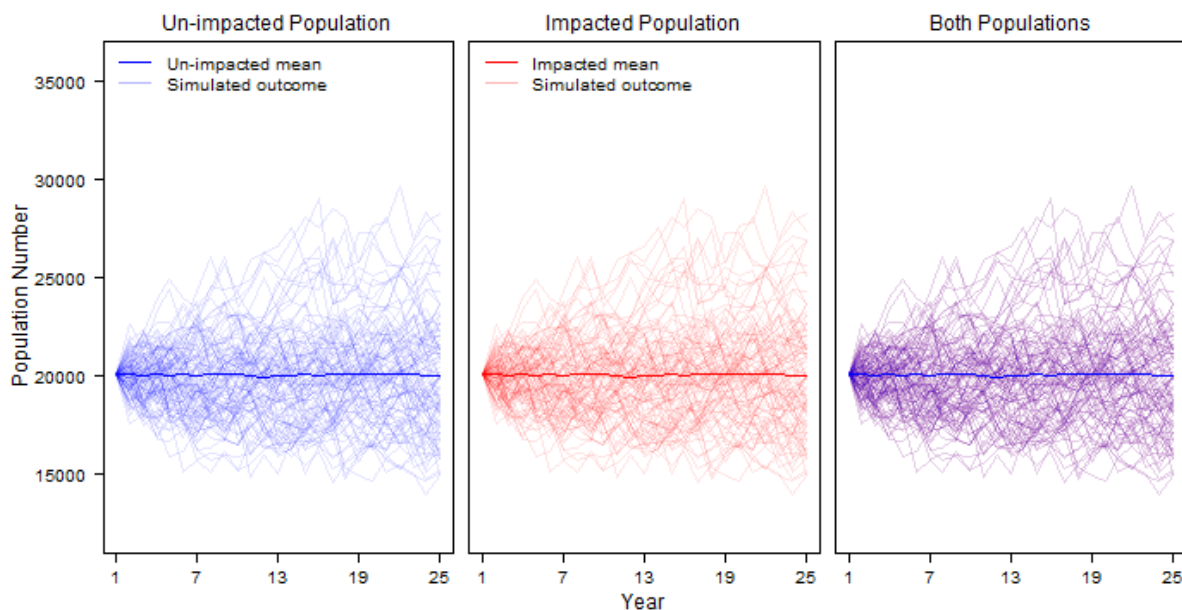 Un-impacted Population
Impacted Population
Both Populations
Un-impacted mean
Simulated outcome
Impacted mean
Simulated outcome
Population Number
35000
30000
25000
20000
15000
1 7 13 19 25
1 7 13 19 25
1 7 13 19 25
Year